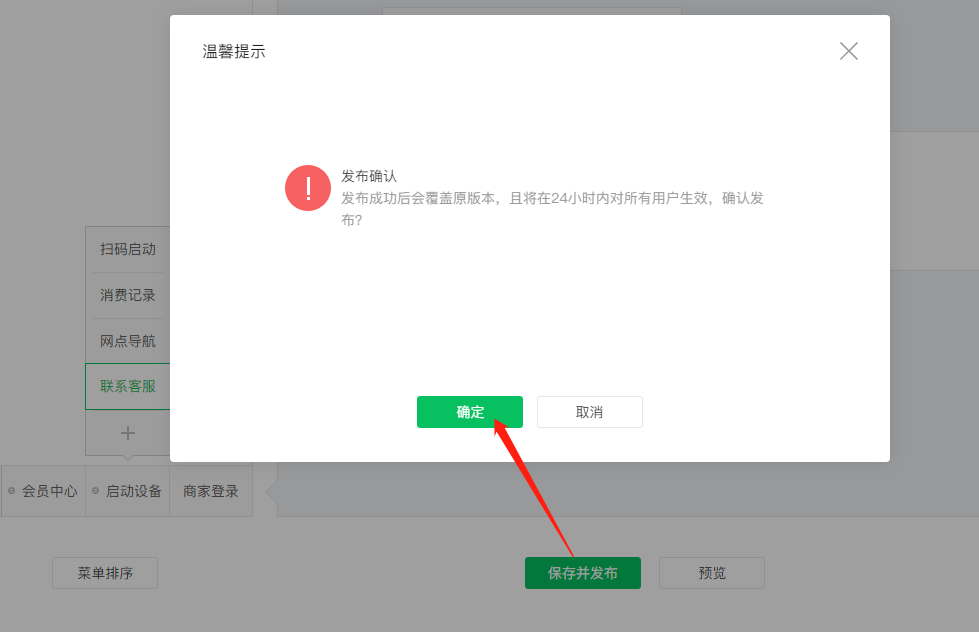 温馨提示
发布确认
发布成功后会覆盖原版本，且将在24小时内对所有用户生效，确认发
布？
扫码启动
消费记录
网点导航
联系客服
确定
取消
会员中心
启动设备
商家登录
菜单排序
保存并发布
预览